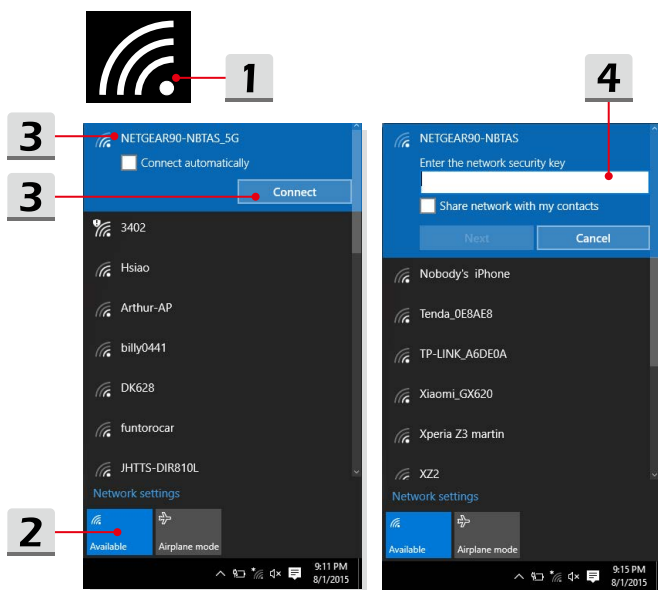 1
4
3
NETGEAR90-NBTAS_5G
Connect automatically
3
Connect
3402
Hsiao
Arthur-AP
billy0441
DK628
funtorocar
JHTTS-DIR810L
Network settings
2
Available
Airplane mode
9:11 PM
8/1/2015
NETGEAR90-NBTAS
Enter the network security key
Share network with my contacts
Next
Cancel
Nobody's iPhone
Tenda_0E8AE8
TP-LINK_A6DE0A
Xiaomi_GX620
Xperia Z3 martin
XZ2
Network settings
Available
Airplane mode
9:15 PM
8/1/2015